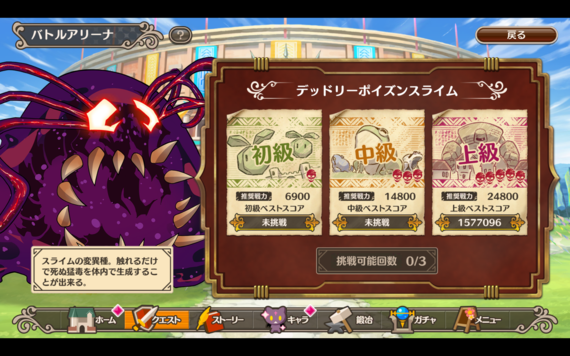 バトルアリーナ
?
戻る
デッドリーポイズンスライム
初級
推奨戦力 6900
初級ベストスコア
未挑戦
中級
推奨戦力 14800
中級ベストスコア
未挑戦
上級
推奨戦力 24800
上級ベストスコア
1577096
挑戦可能回数 0/3
スライムの変異種。触れるだけ
で死ぬ猛毒を体内で生成するこ
とが出来る。
ホーム
クエスト
ストーリー
キャラ
鍛冶
ガチャ
メニュー